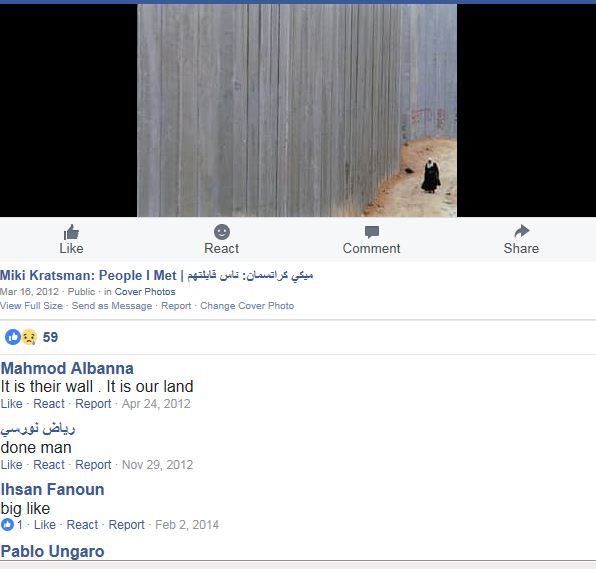 Like React Comment Share
Miki Kratsman: People I Met | ميكي كراتسمان: ناس قابلتهم
Mar 16, 2012 · Public · in Cover Photos
View Full Size · Send as Message · Report · Change Cover Photo
59
Mahmod Albanna
It is their wall . It is our land
Like · React · Report · Apr 24, 2012
رياض نورسي
done man
Like · React · Report · Nov 29, 2012
Ihsan Fanoun
big like
1 · Like · React · Report · Feb 2, 2014
Pablo Ungaro